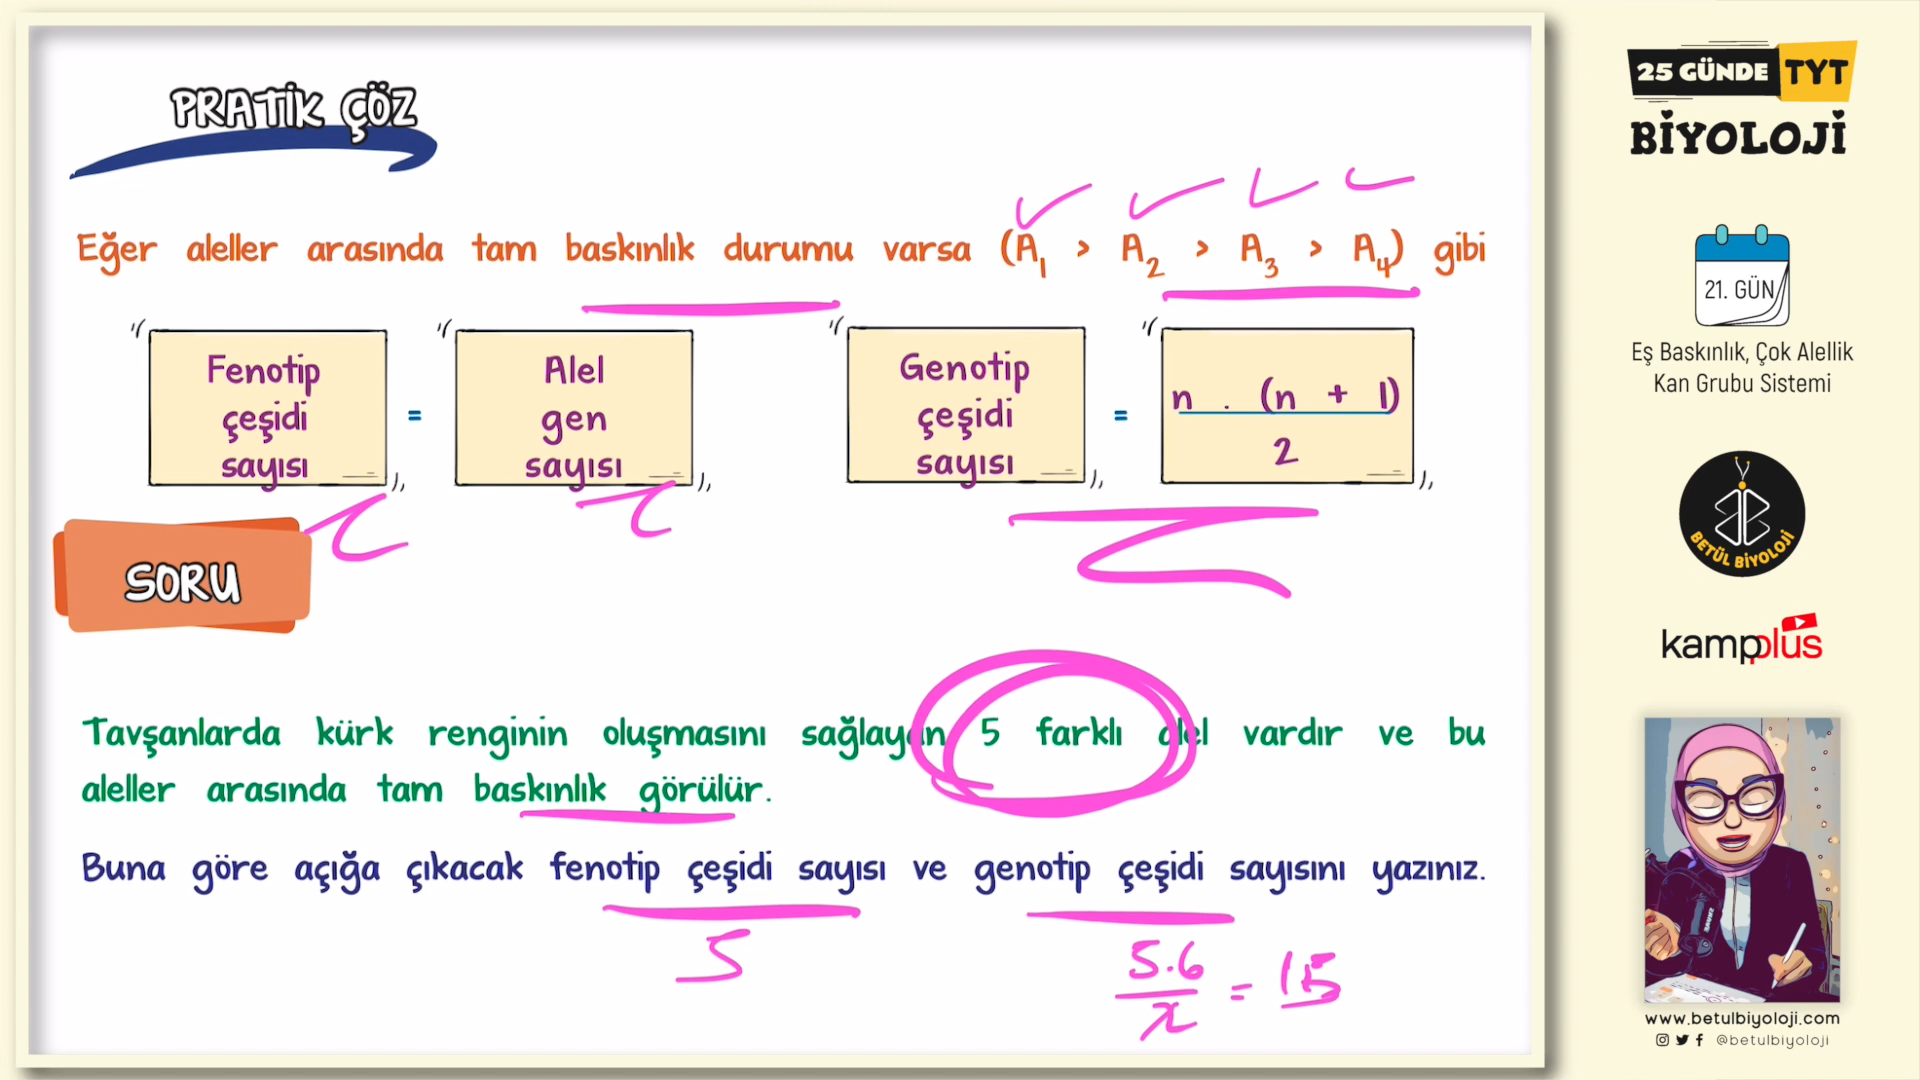 PRATİK ÇÖZ
Eğer aleller arasında tam baskınlık durumu varsa (A1 > A2 > A3 > A4) gibi
Fenotip
çeşidi
sayısı
=
Alel
gen
sayısı
Genotip
çeşidi
sayısı
=
n . (n + 1)
2
SORU
Tavşanlarda kürk renginin oluşmasını sağlayan 5 farklı alel vardır ve bu
aleller arasında tam baskınlık görülür.
Buna göre açığa çıkacak fenotip çeşidi sayısı ve genotip çeşidi sayısını yazınız.
5
5.6
2
= 15
25 GÜNDE TYT
BİYOLOJİ
21. GÜN
Eş Baskınlık, Çok Alellik
Kan Grubu Sistemi
BETÜL BİYOLOJİ
kampplus
www.betulbiyoloji.com
@betulbiyoloji